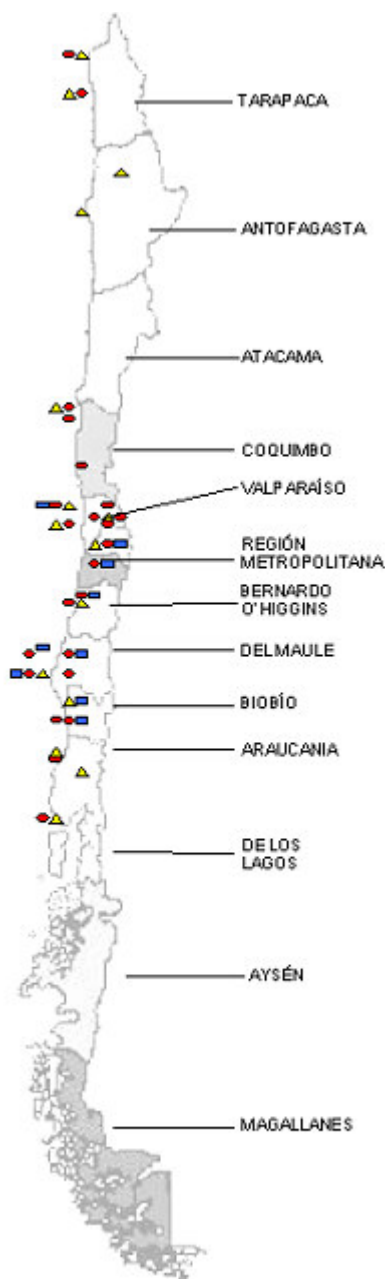 TARAPACA
ANTOFAGASTA
ATACAMA
COQUIMBO
VALPARAÍSO
REGIÓN
METROPOLITANA
BERNARDO
O'HIGGINS
DELMAULE
BIOBÍO
ARAUCANIA
DE LOS
LAGOS
AYSÉN
MAGALLANES